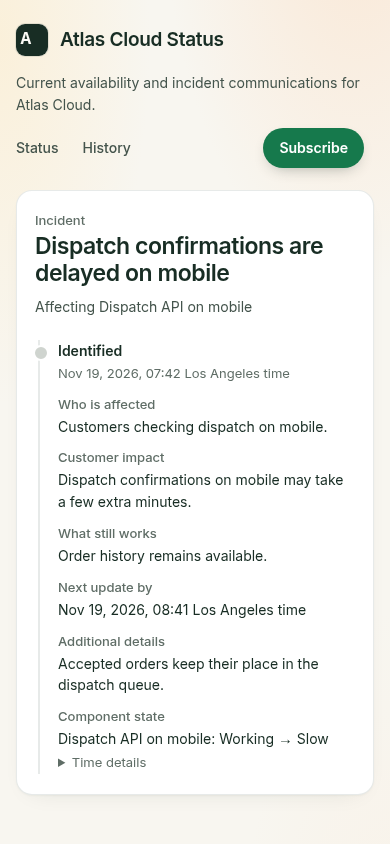 A Atlas Cloud Status
Current availability and incident communications for
Atlas Cloud.
Status History Subscribe
Incident
Dispatch confirmations are
delayed on mobile
Affecting Dispatch API on mobile
Identified
Nov 19, 2026, 07:42 Los Angeles time
Who is affected
Customers checking dispatch on mobile.
Customer impact
Dispatch confirmations on mobile may take
a few extra minutes.
What still works
Order history remains available.
Next update by
Nov 19, 2026, 08:41 Los Angeles time
Additional details
Accepted orders keep their place in the
dispatch queue.
Component state
Dispatch API on mobile: Working → Slow
▶ Time details